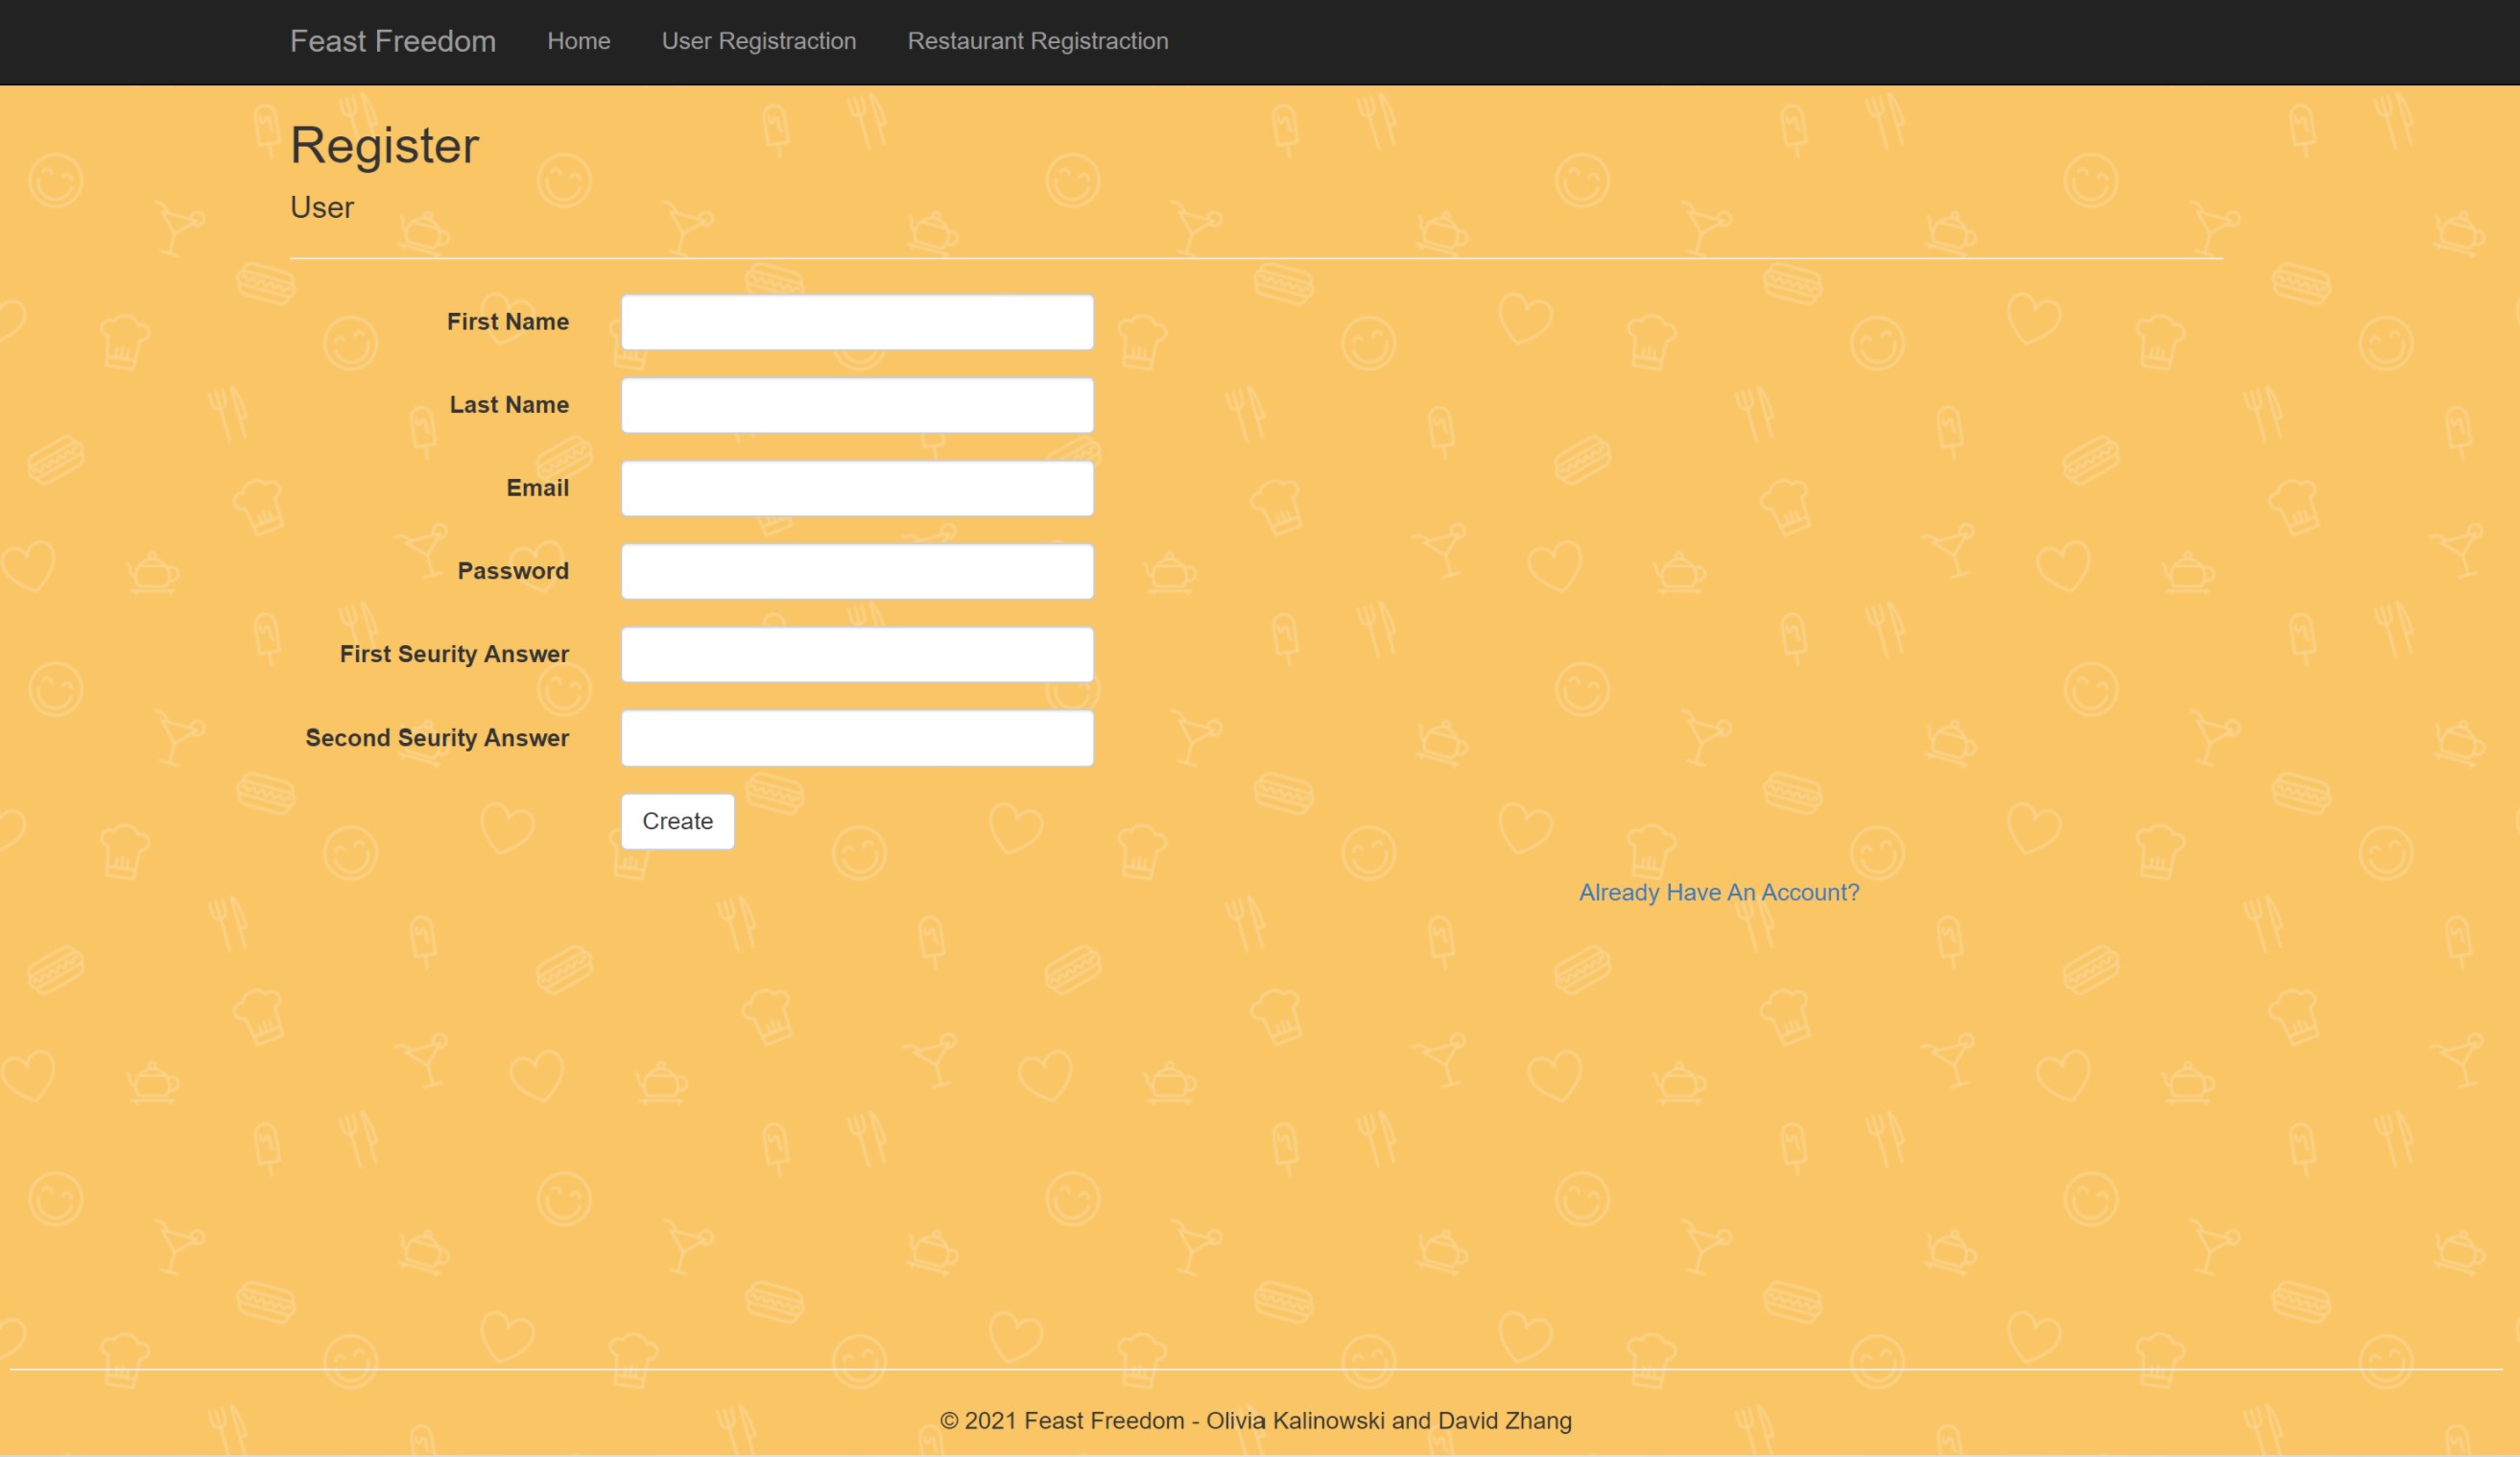 Feast Freedom Home User Registraction Restaurant Registraction
Register
User
First Name
Last Name
Email
Password
First Seurity Answer
Second Seurity Answer
Create
Already Have An Account?
© 2021 Feast Freedom - Olivia Kalinowski and David Zhang